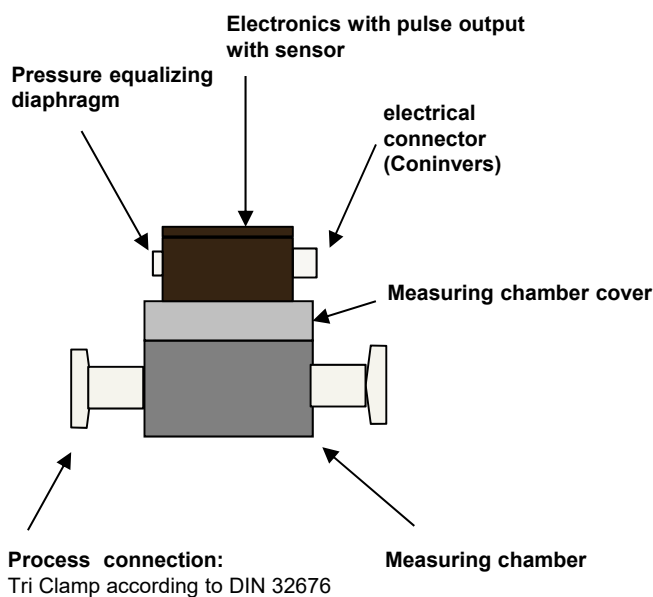 Electronics with pulse output
with sensor
Pressure equalizing
diaphragm
electrical
connector
(Coninvers)
Measuring chamber cover
Process connection:
Tri Clamp according to DIN 32676
Measuring chamber